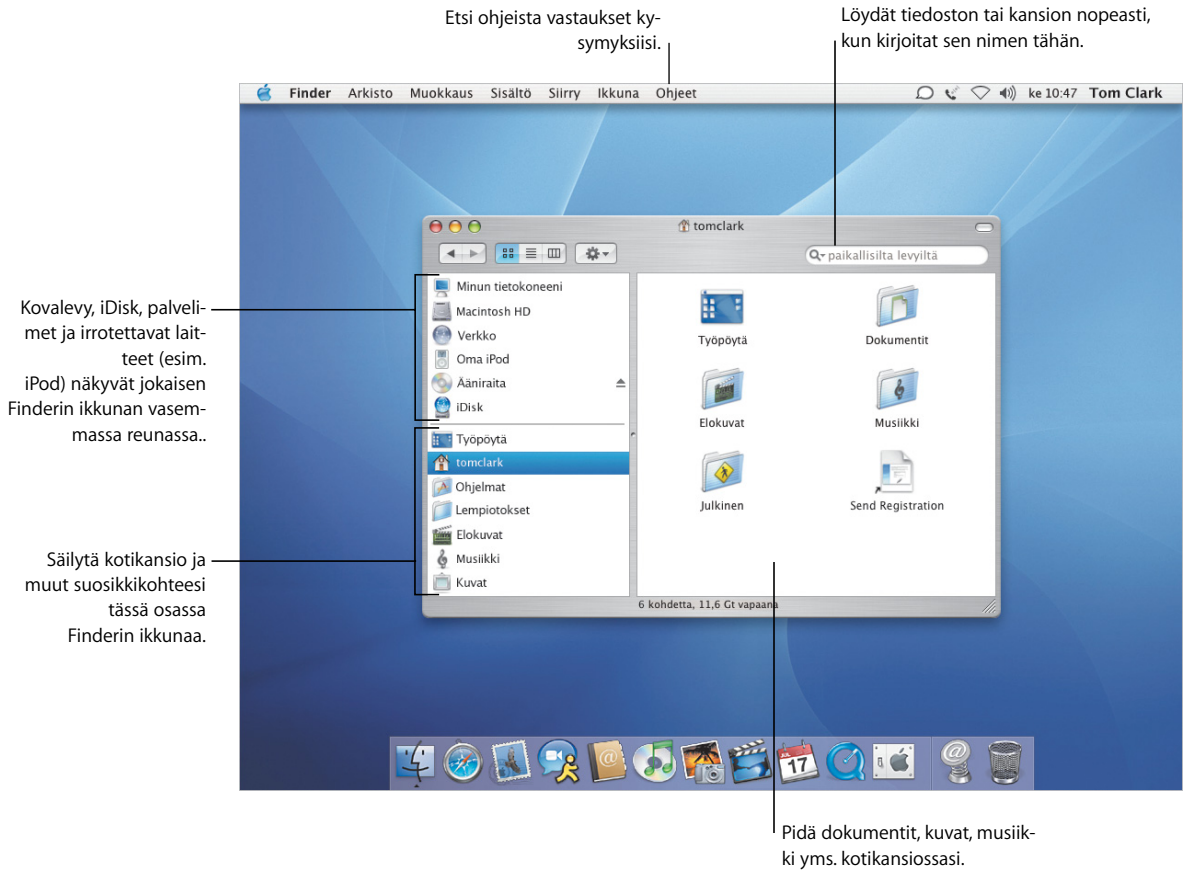 Etsi ohjeista vastaukset ky-
symyksiisi.
Löydät tiedoston tai kansion nopeasti,
kun kirjoitat sen nimen tähän.
Finder Arkisto Muokkaus Sisältö Siirry Ikkuna Ohjeet ke 10:47 Tom Clark
tomclark
paikallisilta levyiltä
Kovalevy, iDisk, palveli-
met ja irrotettavat lait-
teet (esim.
iPod) näkyvät jokaisen
Finderin ikkunan vasem-
massa reunassa..
Minun tietokoneeni
Macintosh HD
Verkko
Oma iPod
Ääniraita
iDisk
Työpöytä
tomclark
Ohjelmat
Lempiotokset
Elokuvat
Musiikki
Kuvat
Työpöytä
Dokumentit
Elokuvat
Musiikki
Julkinen
Send Registration
6 kohdetta, 11,6 Gt vapaana
Säilytä kotikansio ja
muut suosikkikohteesi
tässä osassa
Finderin ikkunaa.
JUL
17
Pidä dokumentit, kuvat, musiik-
ki yms. kotikansiossasi.